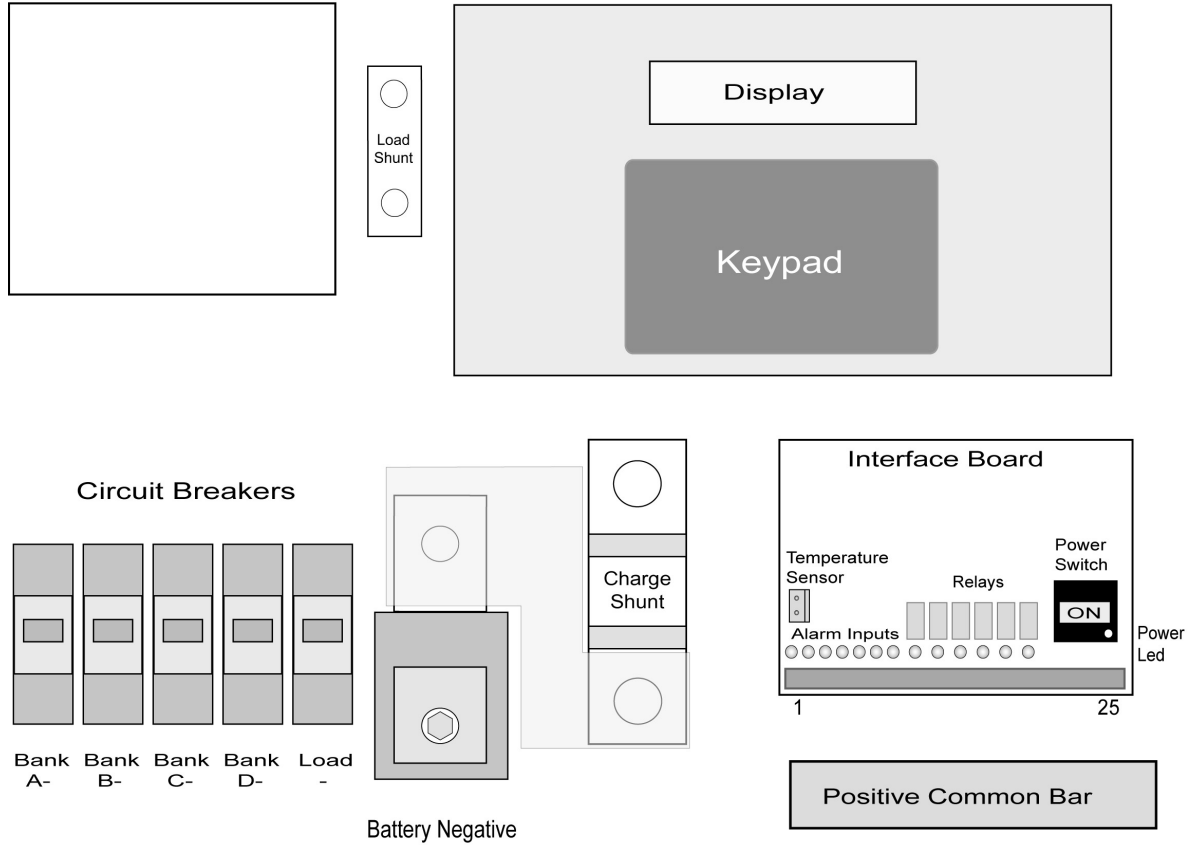 Display
Load
Shunt
Keypad
Interface Board
Circuit Breakers
Power
Switch
Temperature
Sensor
Charge
Shunt
Relays
ON
Alarm Inputs
Power
Led
1
25
Bank
A-
Bank
B-
Bank
C-
Bank
D-
Load
-
Positive Common Bar
Battery Negative